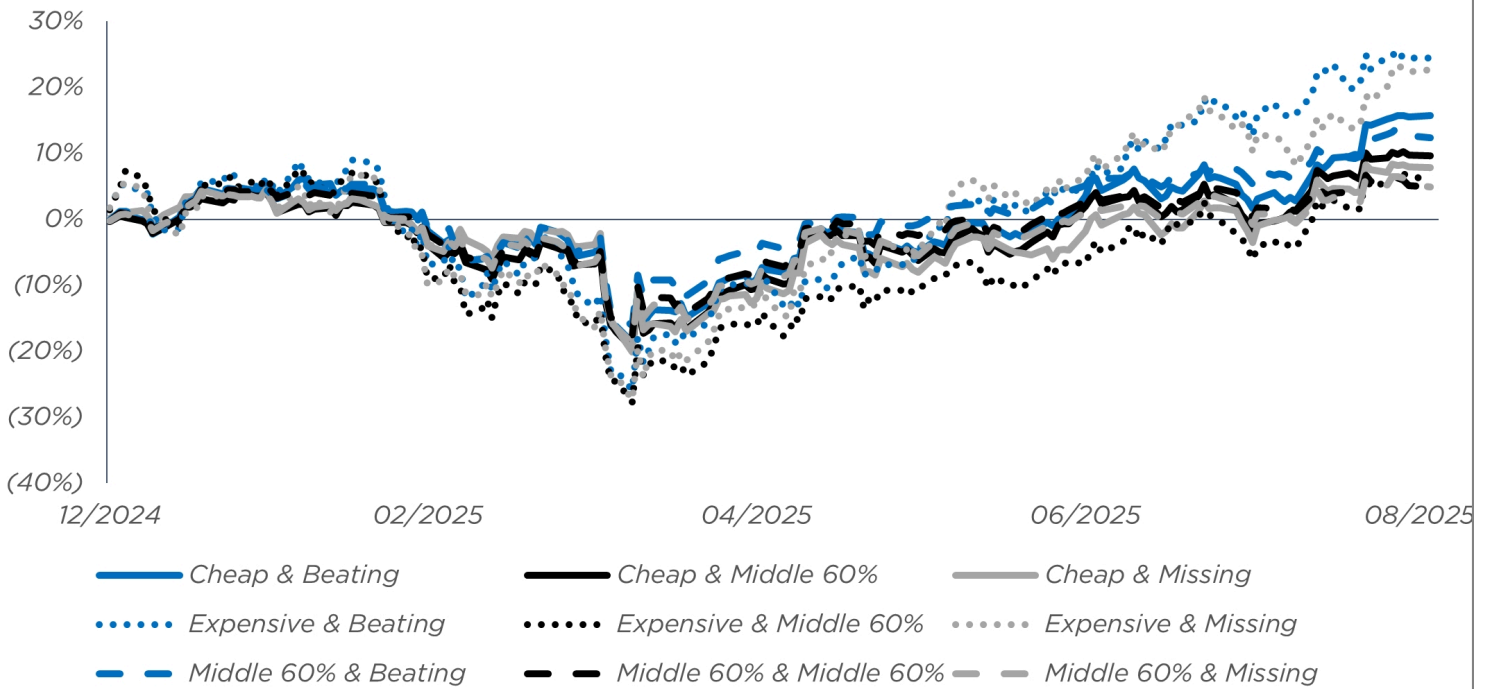 30%
20%
10%
0%
(10%)
(20%)
(30%)
(40%)
12/2024 02/2025 04/2025 06/2025 08/2025
Cheap & Beating Cheap & Middle 60% Cheap & Missing
Expensive & Beating Expensive & Middle 60% Expensive & Missing
Middle 60% & Beating Middle 60% & Middle 60% Middle 60% & Missing